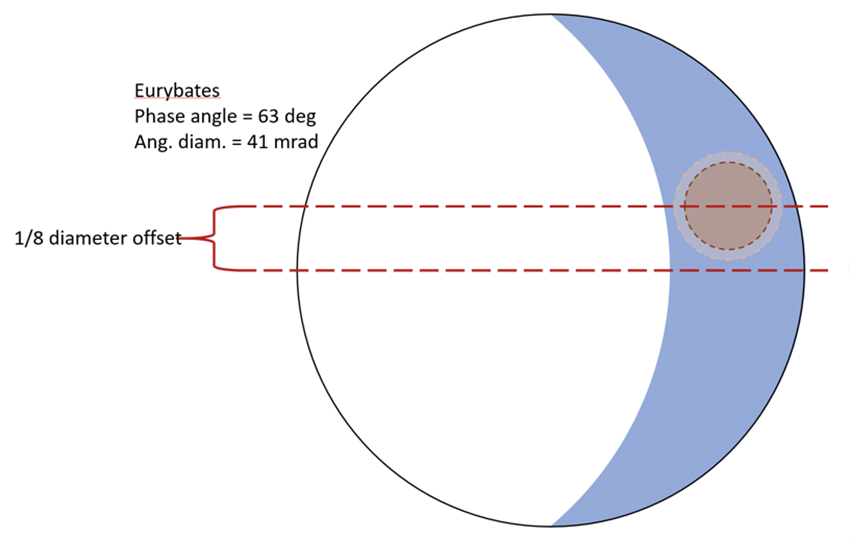 Eurybates
Phase angle = 63 deg
Ang. diam. = 41 mrad
1/8 diameter offset